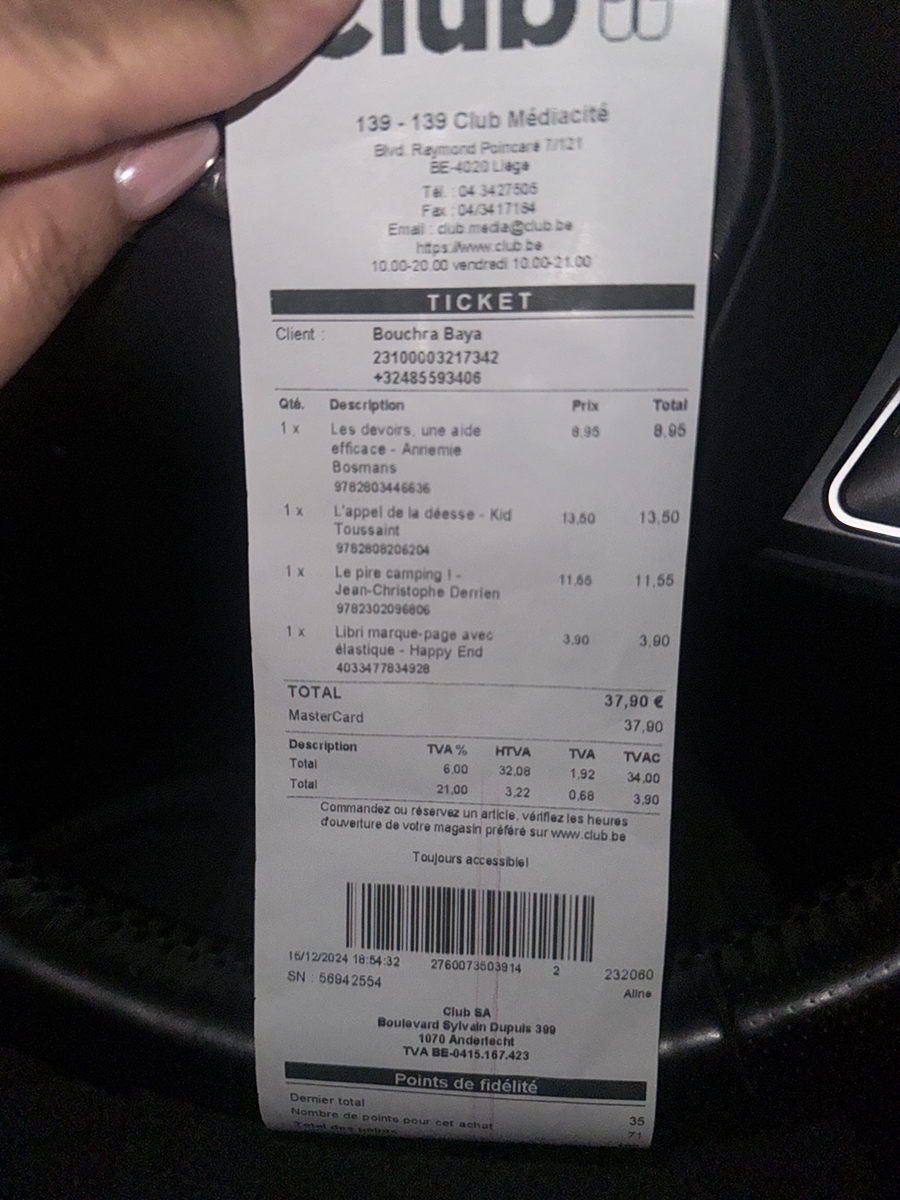 club
139 - 139 Club Médiacité
Blvd. Raymond Poincaré 7/121
BE-4020 Liège
Tél. : 04 3427505
Fax : 04/3417184
Email : club.media@club.be
https://www.club.be
10.00-20.00 vendredi 10.00-21.00
TICKET
Client : Bouchra Baya
23100003217342
+32485593406
Qté. Description Prix Total
1 x Les devoirs, une aide 8,95 8,95
efficace - Annemie
Bosmans
9782803446636
1 x L'appel de la déesse - Kid 13,50 13,50
Toussaint
9782808206204
1 x Le pire camping ! - 11,55 11,55
Jean-Christophe Derrien
9782302096806
1 x Libri marque-page avec 3,90 3,90
élastique - Happy End
4033477834928
TOTAL 37,90 €
MasterCard 37,90
Description TVA % HTVA TVA TVAC
Total 6,00 32,08 1,92 34,00
Total 21,00 3,22 0,68 3,90
Commandez ou réservez un article, vérifiez les heures
d'ouverture de votre magasin préféré sur www.club.be
Toujours accessible!
16/12/2024 18:54:32 2760073503914 2 232060
SN : 56942554 Aline
Club SA
Boulevard Sylvain Dupuis 399
1070 Anderlecht
TVA BE-0415.167.423
Points de fidélité
Dernier total 35
Nombre de points pour cet achat 71
Total des points